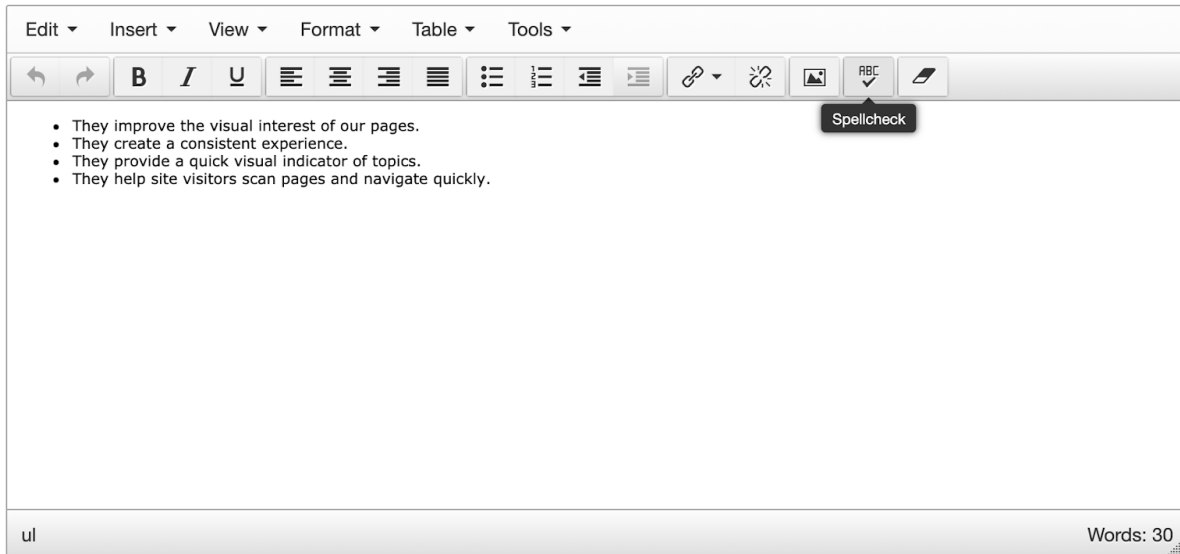 Edit Insert View Format Table Tools
B I U ABC
Spellcheck
They improve the visual interest of our pages.
They create a consistent experience.
They provide a quick visual indicator of topics.
They help site visitors scan pages and navigate quickly.
ul Words: 30